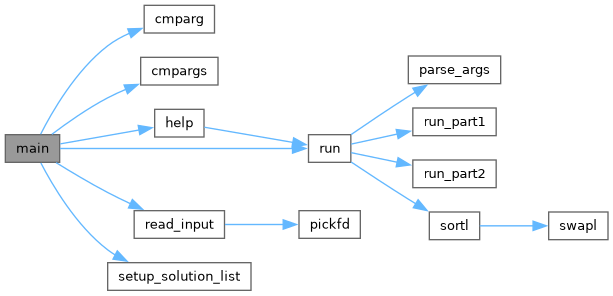 main
cmparg
cmpargs
help
run
read_input
setup_solution_list
pickfd
parse_args
run_part1
run_part2
sortl
swapl